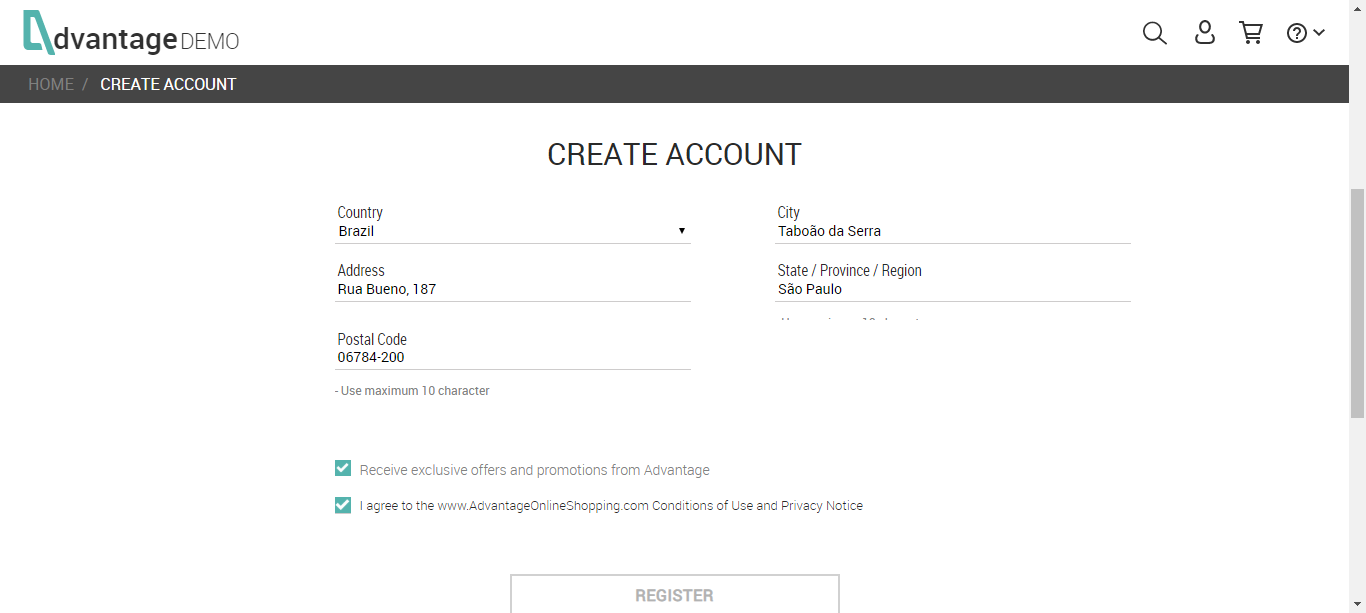 dvantage DEMO
HOME / CREATE ACCOUNT
CREATE ACCOUNT
Country
Brazil
City
Taboão da Serra
Address
Rua Bueno, 187
State / Province / Region
São Paulo
Postal Code
06784-200
- Use maximum 10 character
Receive exclusive offers and promotions from Advantage
I agree to the www.AdvantageOnlineShopping.com Conditions of Use and Privacy Notice
REGISTER